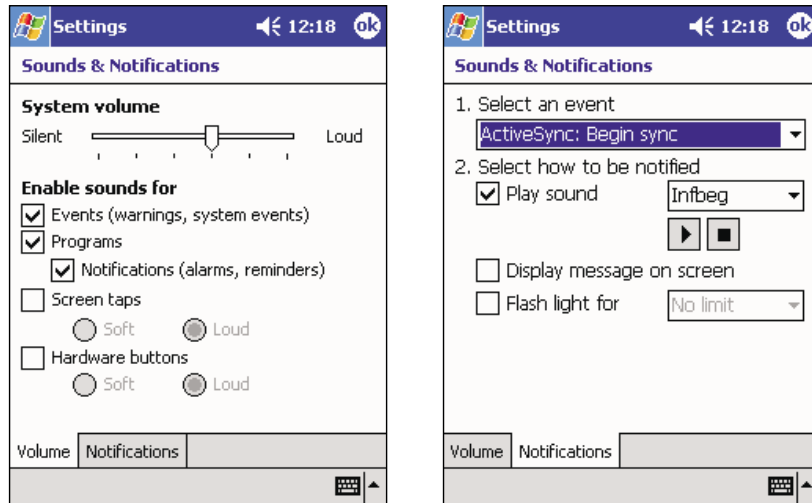 Settings 12:18 ok
Sounds & Notifications
System volume
Silent Loud
Enable sounds for
Events (warnings, system events)
Programs
Notifications (alarms, reminders)
Screen taps
Soft Loud
Hardware buttons
Soft Loud
Volume Notifications
Settings 12:18 ok
Sounds & Notifications
1. Select an event
ActiveSync: Begin sync
2. Select how to be notified
Play sound Infbeg
Display message on screen
Flash light for No limit
Volume Notifications